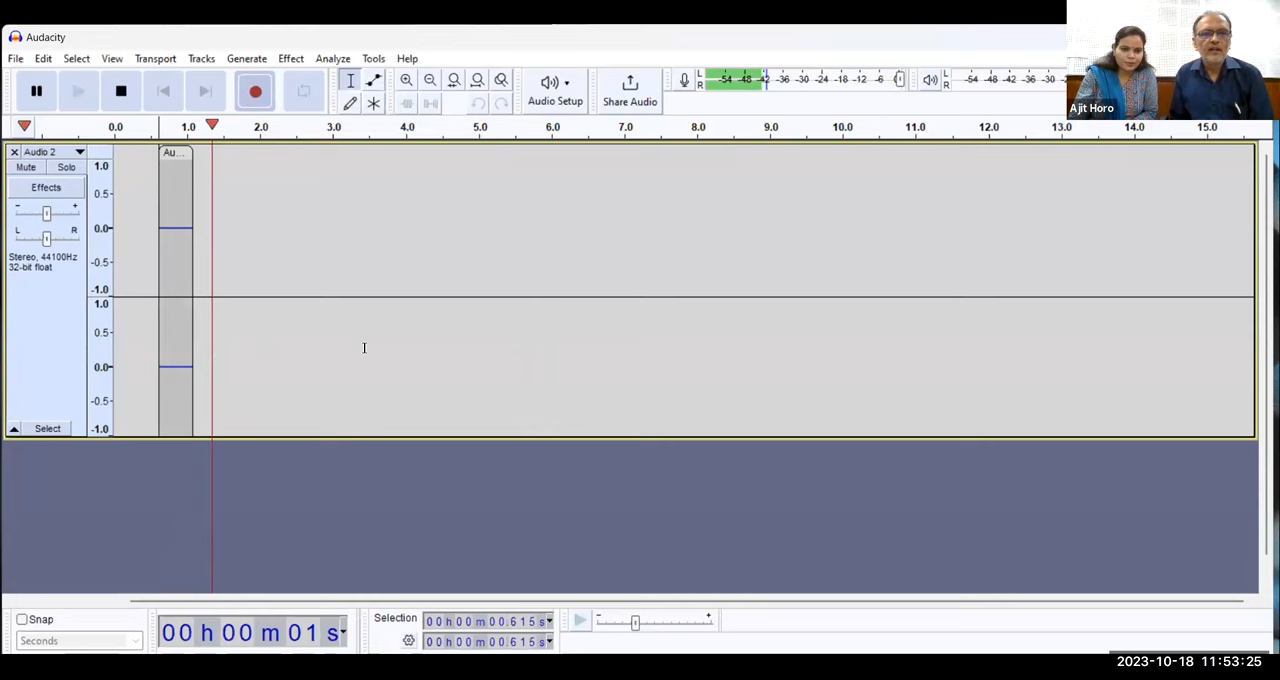 Audacity
File Edit Select View Transport Tracks Generate Effect Analyze Tools Help
L R -54 -48 -42 -36 -30 -24 -18 -12 -6 L R -54 -48 -42 -36 -30
Audio Setup Share Audio
Ajit Horo
0.0 1.0 2.0 3.0 4.0 5.0 6.0 7.0 8.0 9.0 10.0 11.0 12.0 13.0 14.0 15.0
Audio 2
Au...
Mute Solo
Effects
- +
L R
Stereo, 44100Hz
32-bit float
Select
1.0
0.5
0.0
-0.5
-1.0
1.0
0.5
0.0
-0.5
-1.0
Snap
Seconds
00 h 00 m 01 s
Selection
00 h 00 m 00.615 s
00 h 00 m 00.615 s
- +
2023-10-18 11:53:25